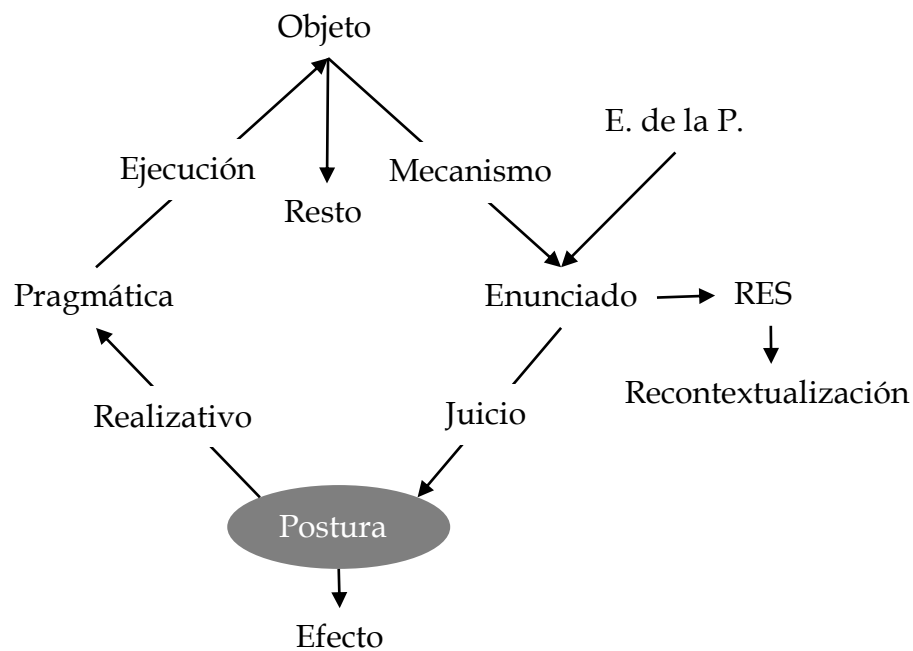 Objeto
E. de la P.
Ejecución
Mecanismo
Resto
Pragmática
Enunciado
RES
Recontextualización
Realizativo
Juicio
Postura
Efecto